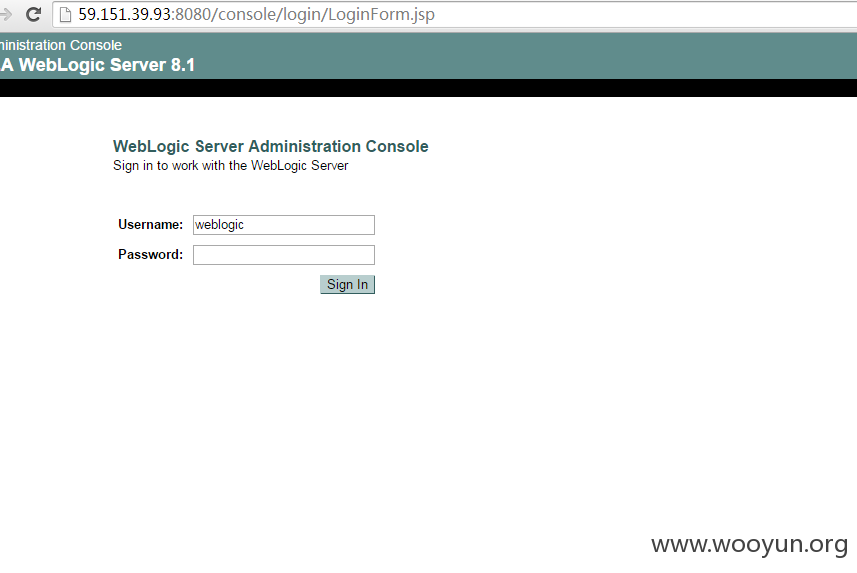 59.151.39.93:8080/console/login/LoginForm.jsp
ministration Console
A WebLogic Server 8.1
WebLogic Server Administration Console
Sign in to work with the WebLogic Server
Username: weblogic
Password:
Sign In
www.wooyun.org